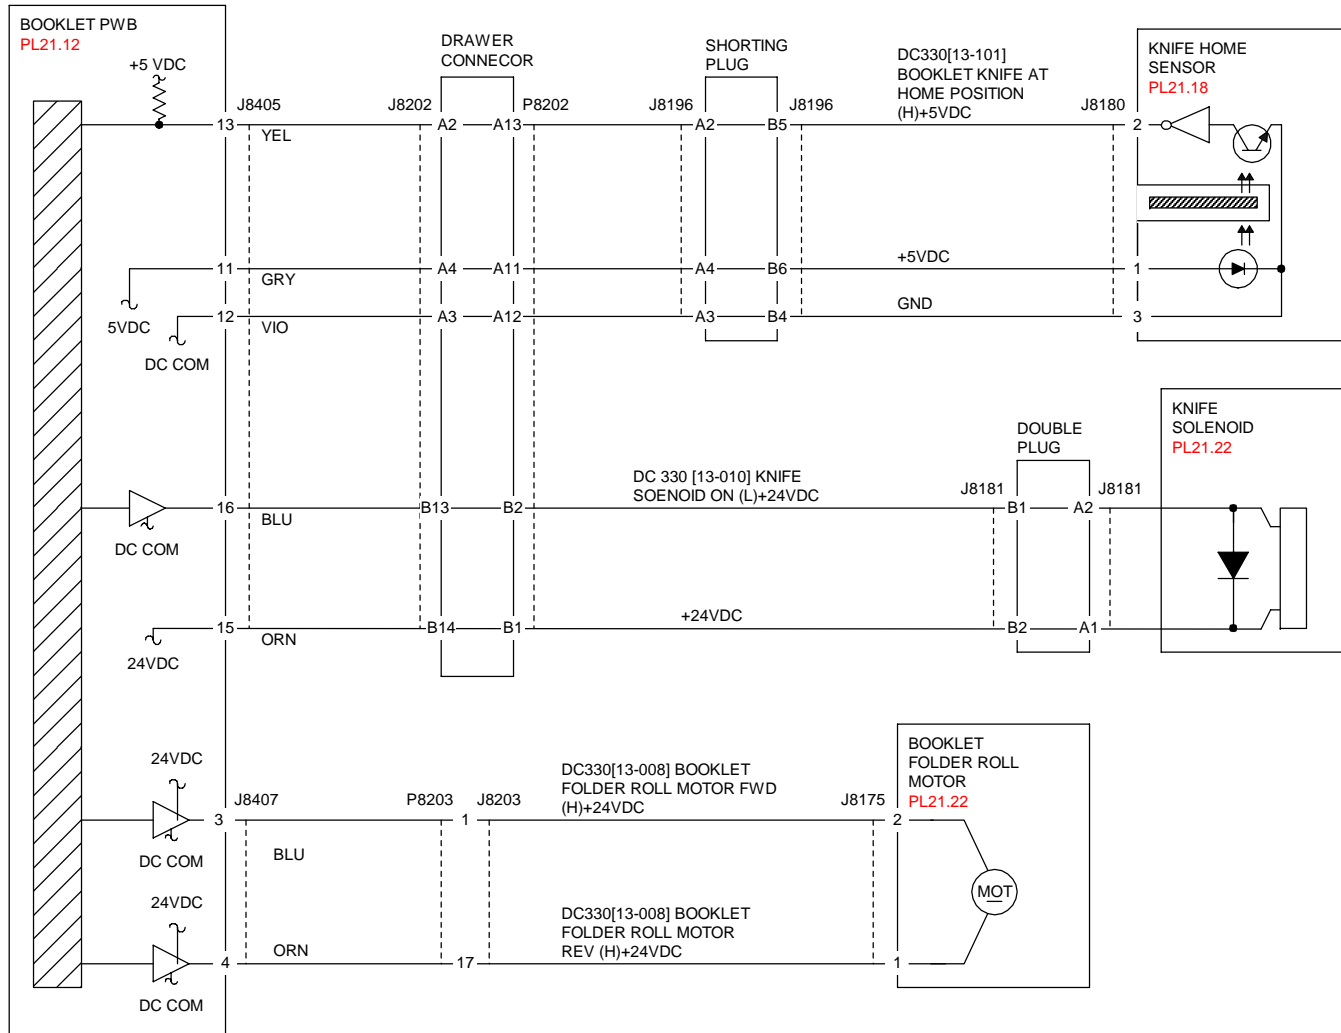 BOOKLET PWB
PL21.12
+5 VDC
DRAWER
CONNECOR
SHORTING
PLUG
DC330[13-101]
BOOKLET KNIFE AT
HOME POSITION
(H)+5VDC
KNIFE HOME
SENSOR
PL21.18
J8405
J8202
P8202
J8196
J8196
J8180
13
YEL
A2
A13
A2
B5
2
11
GRY
A4
A11
A4
B6
+5VDC
1
5VDC
12
VIO
A3
A12
A3
B4
GND
3
DC COM
KNIFE
SOLENOID
PL21.22
DOUBLE
PLUG
DC 330 [13-010] KNIFE
SOENOID ON (L)+24VDC
J8181
J8181
16
BLU
B13
B2
B1
A2
DC COM
15
ORN
B14
B1
+24VDC
B2
A1
24VDC
BOOKLET
FOLDER ROLL
MOTOR
PL21.22
24VDC
DC330[13-008] BOOKLET
FOLDER ROLL MOTOR FWD
(H)+24VDC
J8407
P8203
J8203
J8175
3
1
2
DC COM
BLU
MOT
24VDC
DC330[13-008] BOOKLET
FOLDER ROLL MOTOR
REV (H)+24VDC
4
ORN
17
1
DC COM